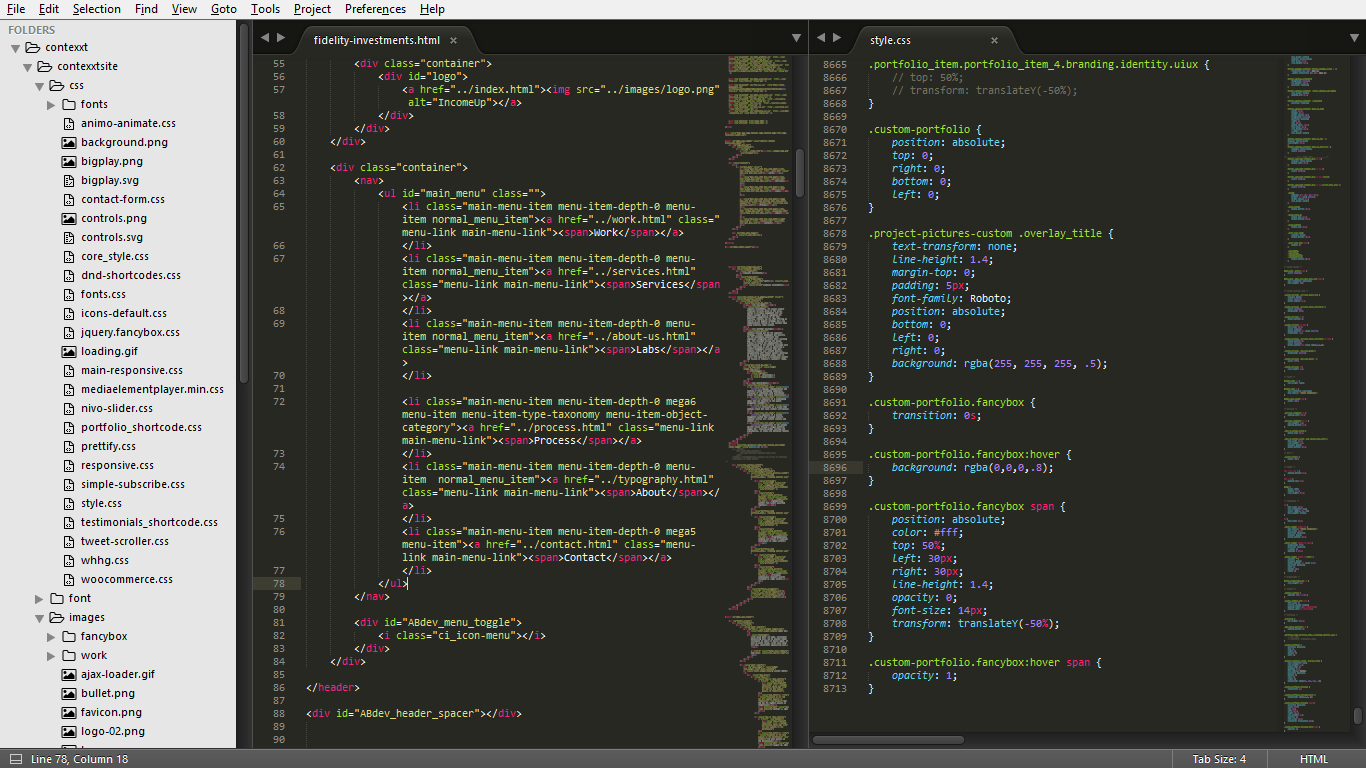 File Edit Selection Find View Goto Tools Project Preferences Help
FOLDERS
contexxt
contexxtsite
css
fonts
animo-animate.css
background.png
bigplay.png
bigplay.svg
contact-form.css
controls.png
controls.svg
core_style.css
dnd-shortcodes.css
fonts.css
icons-default.css
jquery.fancybox.css
loading.gif
main-responsive.css
mediaelementplayer.min.css
nivo-slider.css
portfolio_shortcode.css
prettify.css
responsive.css
simple-subscribe.css
style.css
testimonials_shortcode.css
tweet-scroller.css
whhg.css
woocommerce.css
font
images
fancybox
work
ajax-loader.gif
bullet.png
favicon.png
logo-02.png
fidelity-investments.html ×
55 <div class="container">
56 <div id="logo">
57 <a href="../index.html"><img src="../images/logo.png"
alt="IncomeUp"></a>
58 </div>
59 </div>
60 </div>
61
62 <div class="container">
63 <nav>
64 <ul id="main_menu" class="">
65 <li class="main-menu-item menu-item-depth-0 menu-
item normal_menu_item"><a href="../work.html" class="
menu-link main-menu-link"><span>Work</span></a>
66 </li>
67 <li class="main-menu-item menu-item-depth-0 menu-
item normal_menu_item"><a href="../services.html"
class="menu-link main-menu-link"><span>Services</span
></a>
68 </li>
69 <li class="main-menu-item menu-item-depth-0 menu-
item normal_menu_item"><a href="../about-us.html"
class="menu-link main-menu-link"><span>Labs</span></a
>
70 </li>
71
72 <li class="main-menu-item menu-item-depth-0 mega6
menu-item menu-item-type-taxonomy menu-item-object-
category"><a href="../process.html" class="menu-link
main-menu-link"><span>Process</span></a>
73 </li>
74 <li class="main-menu-item menu-item-depth-0 menu-
item  normal_menu_item"><a href="../typography.html"
class="menu-link main-menu-link"><span>About</span></
a>
75 </li>
76 <li class="main-menu-item menu-item-depth-0 mega5
menu-item"><a href="../contact.html" class="menu-
link main-menu-link"><span>Contact</span></a>
77 </li>
78 </ul>
79 </nav>
80
81 <div id="ABdev_menu_toggle">
82 <i class="ci_icon-menu"></i>
83 </div>
84 </div>
85
86 </header>
87
88 <div id="ABdev_header_spacer"></div>
89
90
style.css ×
8665 .portfolio_item.portfolio_item_4.branding.identity.uiux {
8666 // top: 50%;
8667 // transform: translateY(-50%);
8668 }
8669
8670 .custom-portfolio {
8671 position: absolute;
8672 top: 0;
8673 right: 0;
8674 bottom: 0;
8675 left: 0;
8676 }
8677
8678 .project-pictures-custom .overlay_title {
8679 text-transform: none;
8680 line-height: 1.4;
8681 margin-top: 0;
8682 padding: 5px;
8683 font-family: Roboto;
8684 position: absolute;
8685 bottom: 0;
8686 left: 0;
8687 right: 0;
8688 background: rgba(255, 255, 255, .5);
8689 }
8690
8691 .custom-portfolio.fancybox {
8692 transition: 0s;
8693 }
8694
8695 .custom-portfolio.fancybox:hover {
8696 background: rgba(0,0,0,.8);
8697 }
8698
8699 .custom-portfolio.fancybox span {
8700 position: absolute;
8701 color: #fff;
8702 top: 50%;
8703 left: 30px;
8704 right: 30px;
8705 line-height: 1.4;
8706 opacity: 0;
8707 font-size: 14px;
8708 transform: translateY(-50%);
8709 }
8710
8711 .custom-portfolio.fancybox:hover span {
8712 opacity: 1;
8713 }
Line 78, Column 18
Tab Size: 4
HTML